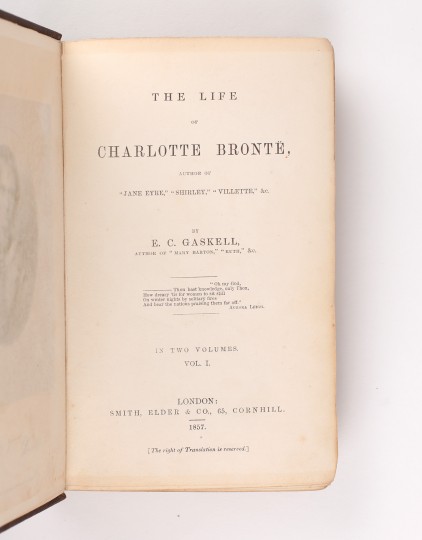 THE LIFE
OF
CHARLOTTE BRONTË,
AUTHOR OF
"JANE EYRE," "SHIRLEY," "VILLETTE," &c.
BY
E. C. GASKELL,
AUTHOR OF "MARY BARTON," "RUTH," &c.
"Oh my God,
Thou hast knowledge, only Thou,
How dreary 'tis for women to sit still
On winter nights by solitary fires
And hear the nations praising them far off."
AURORA LEIGH.
IN TWO VOLUMES.
VOL. I.
LONDON:
SMITH, ELDER & CO., 65, CORNHILL.
1857.
[The right of Translation is reserved.]